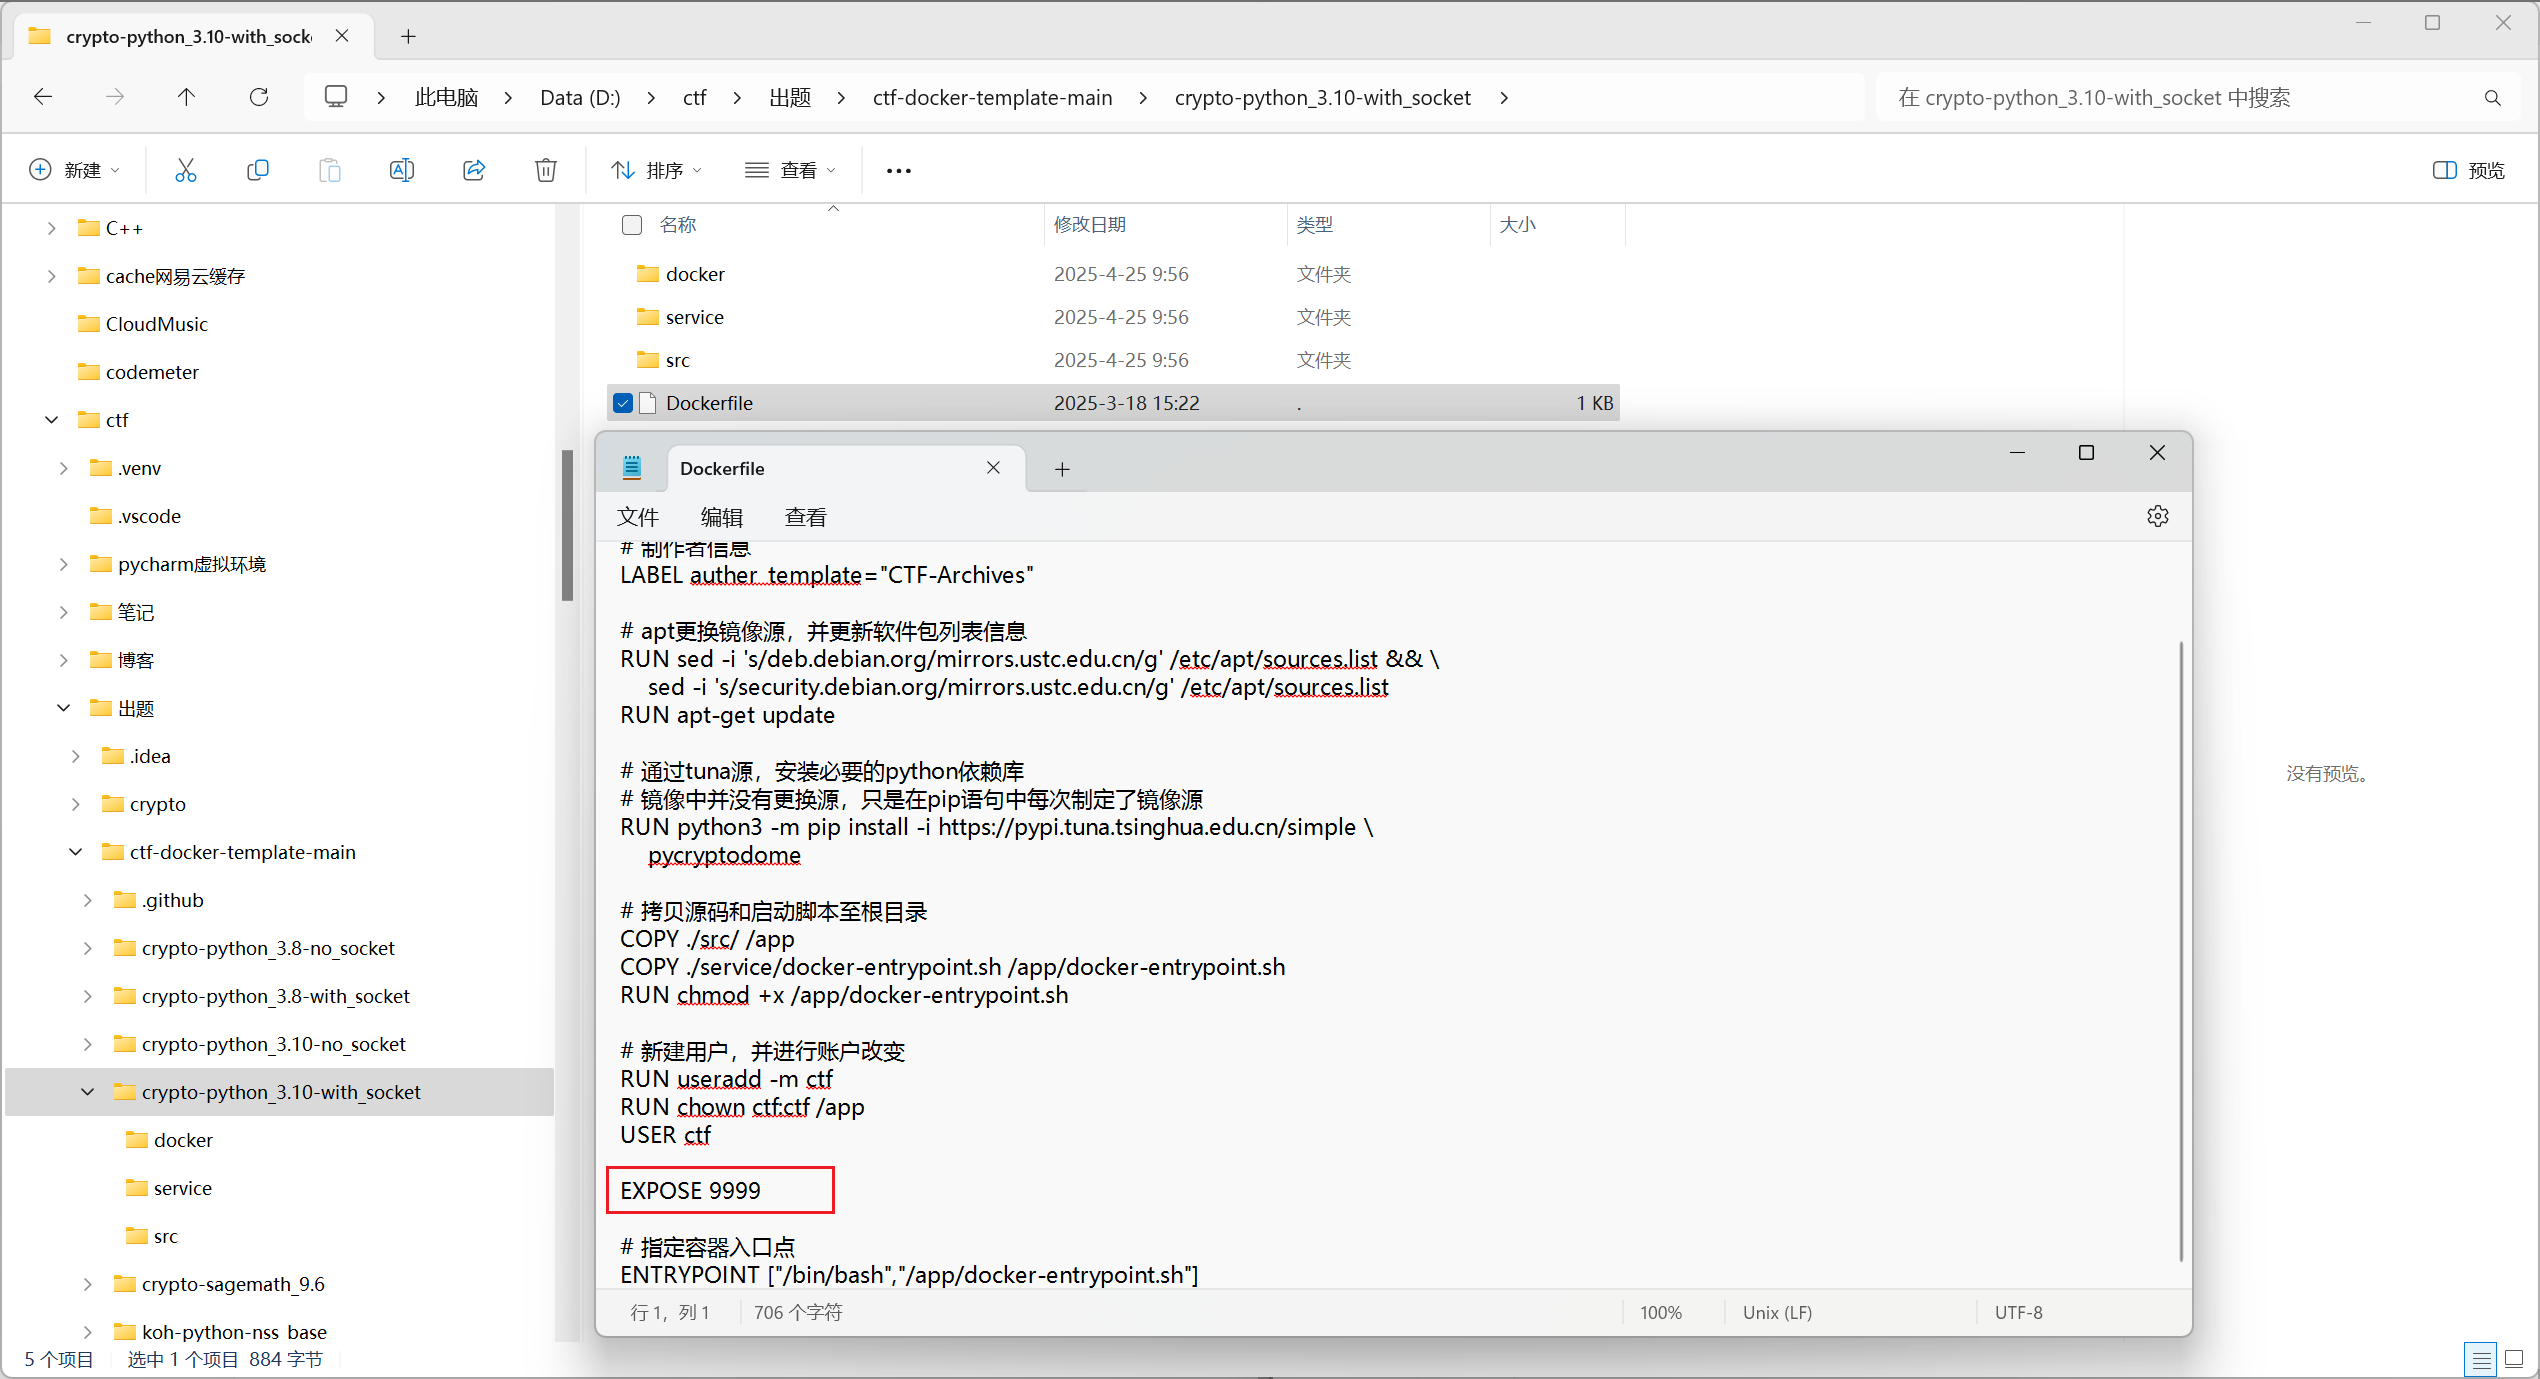 crypto-python_3.10-with_sock
此电脑 Data (D:) ctf 出题 ctf-docker-template-main crypto-python_3.10-with_socket
在 crypto-python_3.10-with_socket 中搜索
新建 排序 查看 预览
C++
cache网易云缓存
CloudMusic
codemeter
ctf
.venv
.vscode
pycharm虚拟环境
笔记
博客
出题
.idea
crypto
ctf-docker-template-main
.github
crypto-python_3.8-no_socket
crypto-python_3.8-with_socket
crypto-python_3.10-no_socket
crypto-python_3.10-with_socket
docker
service
src
crypto-sagemath_9.6
koh-python-nss_base
名称 修改日期 类型 大小
docker 2025-4-25 9:56 文件夹
service 2025-4-25 9:56 文件夹
src 2025-4-25 9:56 文件夹
Dockerfile 2025-3-18 15:22 . 1 KB
没有预览。
Dockerfile
文件 编辑 查看
# 制作者信息
LABEL auther_template="CTF-Archives"
# apt更换镜像源，并更新软件包列表信息
RUN sed -i 's/deb.debian.org/mirrors.ustc.edu.cn/g' /etc/apt/sources.list && \
sed -i 's/security.debian.org/mirrors.ustc.edu.cn/g' /etc/apt/sources.list
RUN apt-get update
# 通过tuna源，安装必要的python依赖库
# 镜像中并没有更换源，只是在pip语句中每次制定了镜像源
RUN python3 -m pip install -i https://pypi.tuna.tsinghua.edu.cn/simple \
pycryptodome
# 拷贝源码和启动脚本至根目录
COPY ./src/ /app
COPY ./service/docker-entrypoint.sh /app/docker-entrypoint.sh
RUN chmod +x /app/docker-entrypoint.sh
# 新建用户，并进行账户改变
RUN useradd -m ctf
RUN chown ctf:ctf /app
USER ctf
EXPOSE 9999
# 指定容器入口点
ENTRYPOINT ["/bin/bash","/app/docker-entrypoint.sh"]
行 1，列 1 706 个字符 100% Unix (LF) UTF-8
5 个项目 选中 1 个项目 884 字节